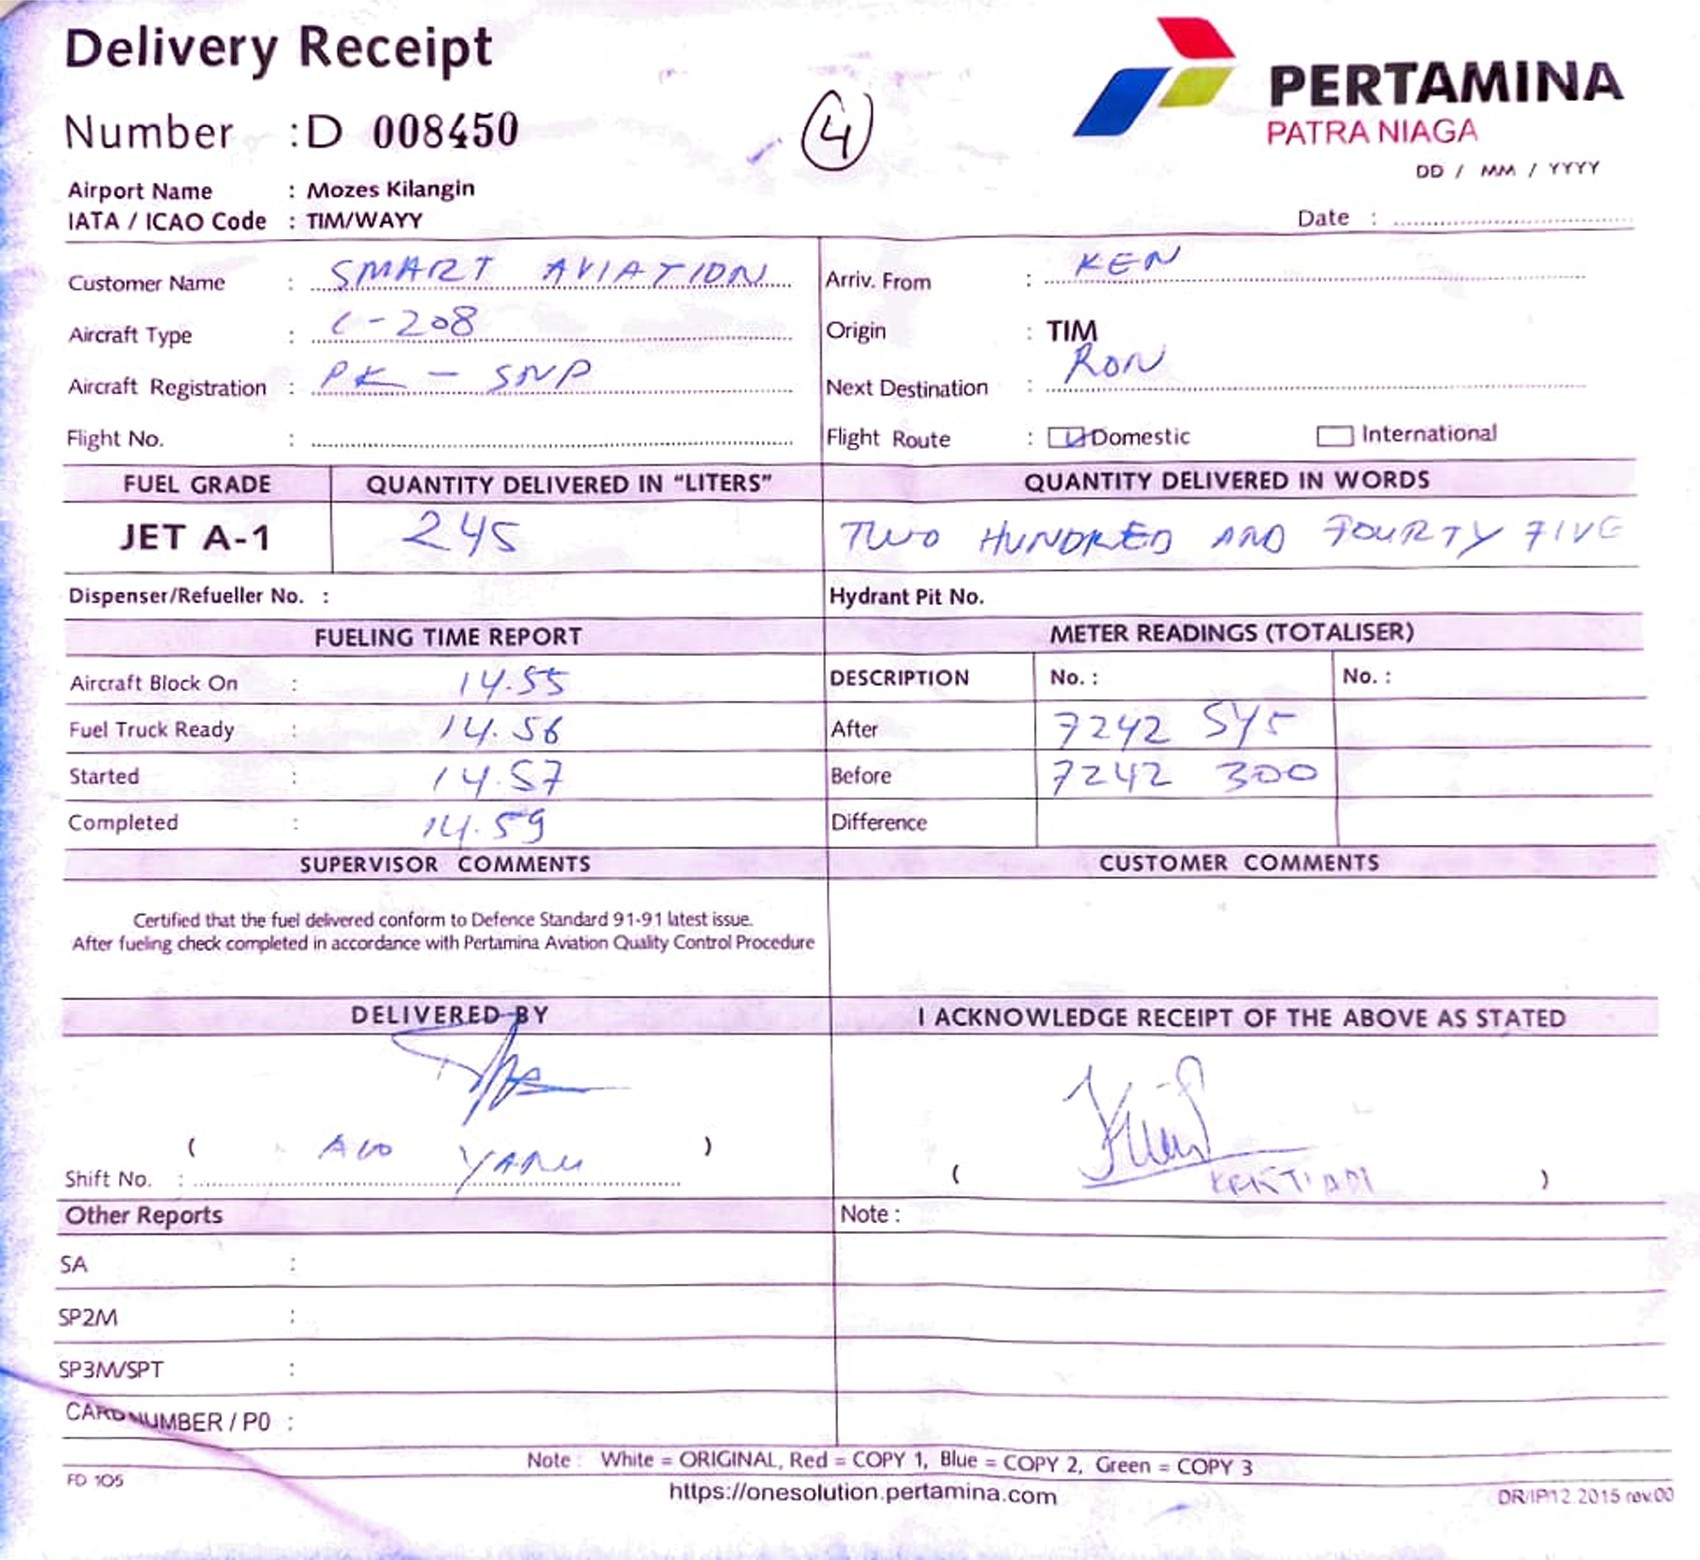 Delivery Receipt
Number : D 008450
4
PERTAMINA
PATRA NIAGA
DD / MM / YYYY
Airport Name : Mozes Kilangin
IATA / ICAO Code : TIM/WAYY
Date :
Customer Name : SMART AVIATION
Arriv. From : KEN
Aircraft Type : C-208
Origin : TIM
Aircraft Registration : PK - SNP
Next Destination : RON
Flight No. :
Flight Route : Domestic International
FUEL GRADE QUANTITY DELIVERED IN "LITERS" QUANTITY DELIVERED IN WORDS
JET A-1 245 TWO HUNDRED AND FOURTY FIVE
Dispenser/Refueller No. : Hydrant Pit No.
FUELING TIME REPORT METER READINGS (TOTALISER)
Aircraft Block On : 14.55 DESCRIPTION No. : No. :
Fuel Truck Ready : 14.56 After 7242 545
Started : 14.57 Before 7242 300
Completed : 14.59 Difference
SUPERVISOR COMMENTS CUSTOMER COMMENTS
Certified that the fuel delivered conform to Defence Standard 91-91 latest issue.
After fueling check completed in accordance with Pertamina Aviation Quality Control Procedure
DELIVERED BY I ACKNOWLEDGE RECEIPT OF THE ABOVE AS STATED
( )
Shift No. : ( )
Other Reports Note :
SA :
SP2M :
SP3M/SPT :
CARD NUMBER / P0 :
Note : White = ORIGINAL, Red = COPY 1, Blue = COPY 2, Green = COPY 3
FD 105 https://onesolution.pertamina.com DR/IP/12.2015 rev.00